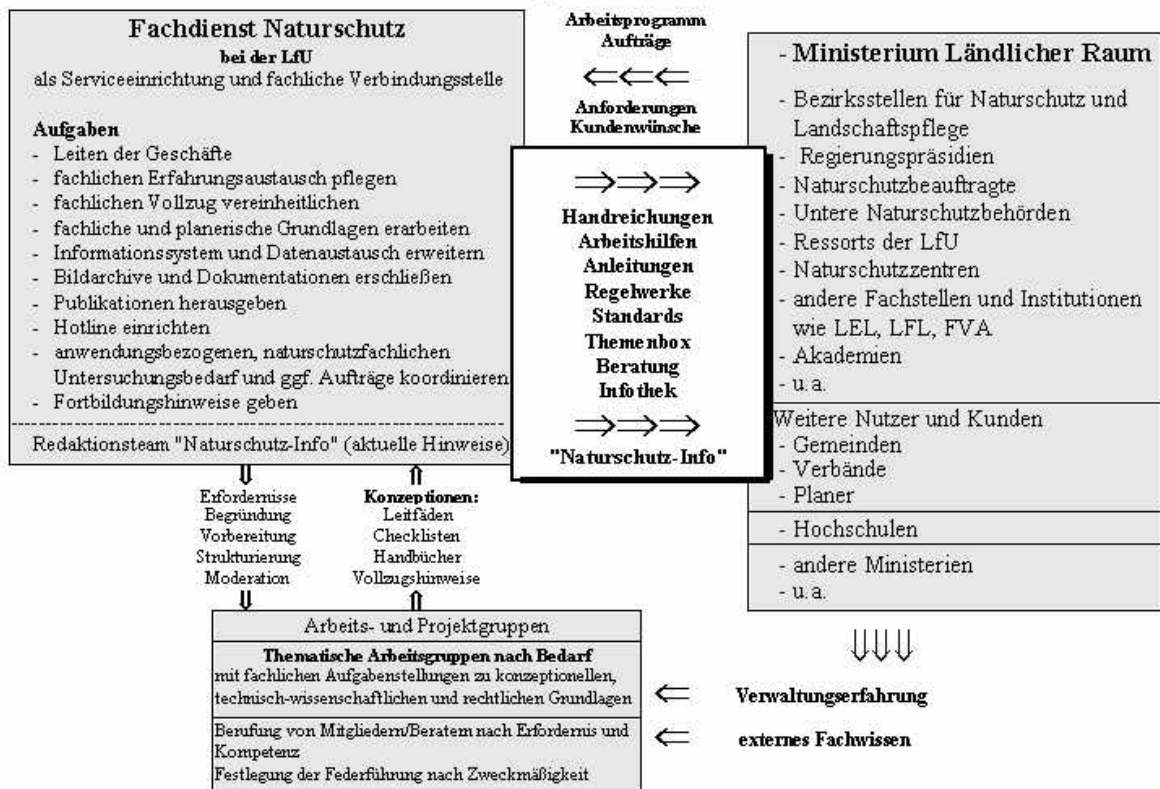 Fachdienst Naturschutz
bei der LfU
als Serviceeinrichtung und fachliche Verbindungsstelle
Aufgaben
- Leiten der Geschäfte
- fachlichen Erfahrungsaustausch pflegen
- fachlichen Vollzug vereinheitlichen
- fachliche und planerische Grundlagen erarbeiten
- Informationssystem und Datenaustausch erweitern
- Bildarchive und Dokumentationen erschließen
- Publikationen herausgeben
- Hotline einrichten
- anwendungsbezogenen, naturschutzfachlichen
Untersuchungsbedarf und ggf. Aufträge koordinieren
- Fortbildungshinweise geben
Redaktionsteam "Naturschutz-Info" (aktuelle Hinweise)
Arbeitsprogramm
Aufträge
Anforderungen
Kundenwünsche
Handreichungen
Arbeitshilfen
Anleitungen
Regelwerke
Standards
Themenbox
Beratung
Infothek
"Naturschutz-Info"
- Ministerium Ländlicher Raum
- Bezirksstellen für Naturschutz und
Landschaftspflege
- Regierungspräsidien
- Naturschutzbeauftragte
- Untere Naturschutzbehörden
- Ressorts der LfU
- Naturschutzzentren
- andere Fachstellen und Institutionen
wie LEL, LFL, FVA
- Akademien
- u.a.
Weitere Nutzer und Kunden
- Gemeinden
- Verbände
- Planer
- Hochschulen
- andere Ministerien
- u.a.
Erfordernisse
Begründung
Vorbereitung
Strukturierung
Moderation
Konzeptionen:
Leitfäden
Checklisten
Handbücher
Vollzugshinweise
Arbeits- und Projektgruppen
Thematische Arbeitsgruppen nach Bedarf
mit fachlichen Aufgabenstellungen zu konzeptionellen,
technisch-wissenschaftlichen und rechtlichen Grundlagen
Berufung von Mitgliedern/Beratern nach Erfordernis und
Kompetenz
Festlegung der Federführung nach Zweckmäßigkeit
Verwaltungserfahrung
externes Fachwissen